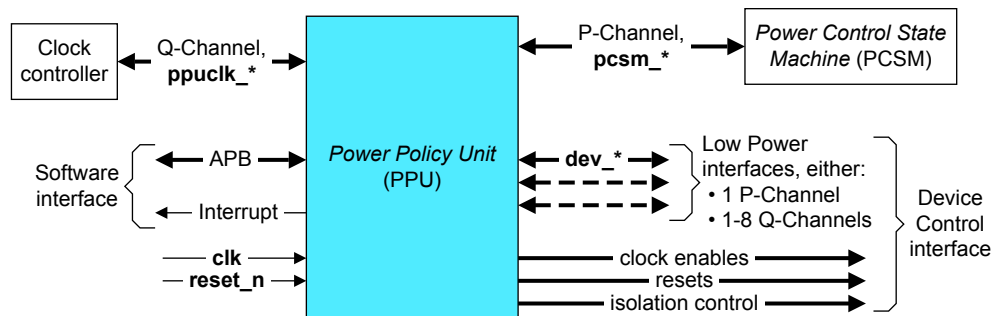 Clock
controller
Q-Channel,
ppuclk_*
P-Channel,
pcsm_*
Power Control State
Machine (PCSM)
Software
interface
APB
Interrupt
clk
reset_n
Power Policy Unit
(PPU)
dev_*
Low Power
interfaces, either:
• 1 P-Channel
• 1-8 Q-Channels
Device
Control
interface
clock enables
resets
isolation control